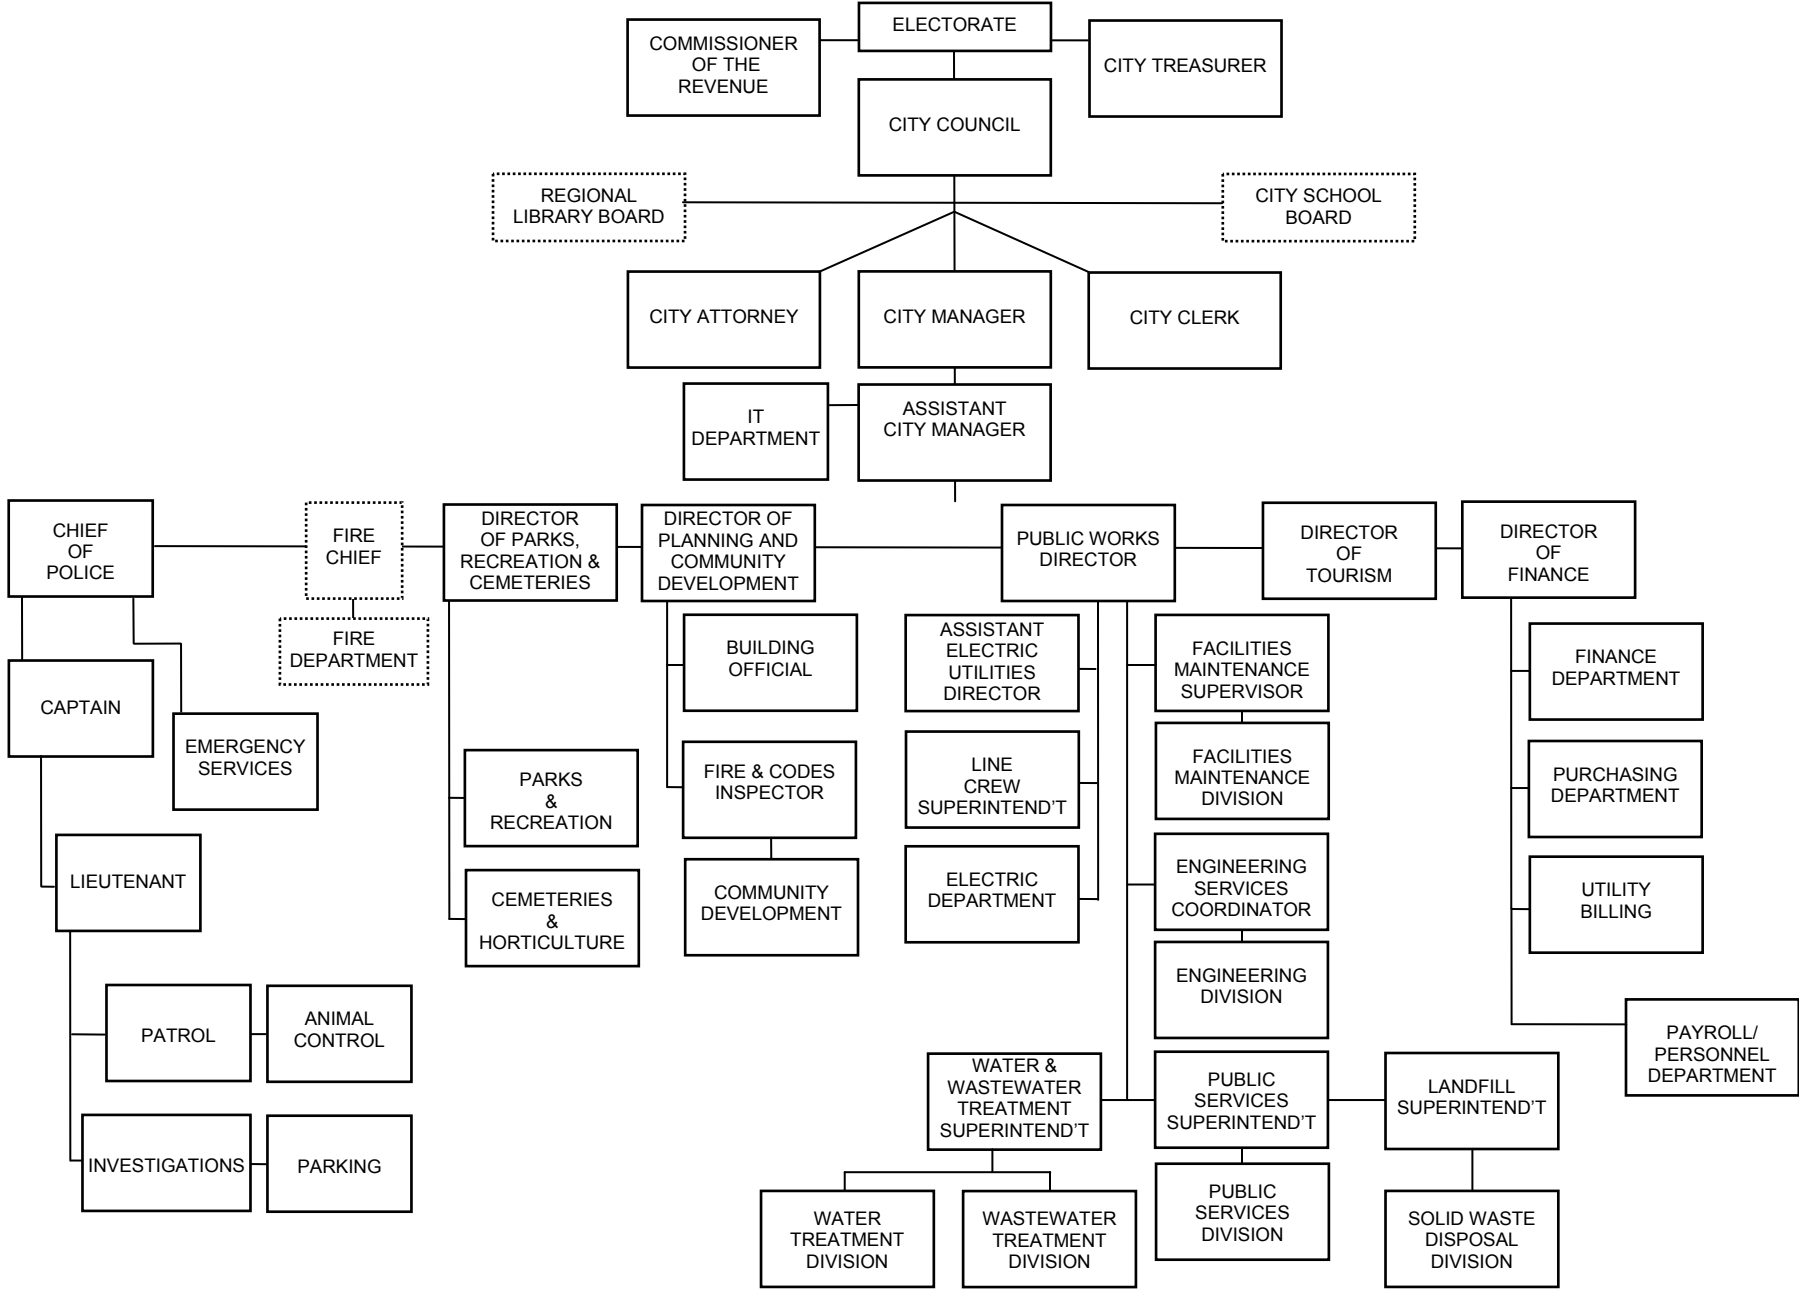 ELECTORATE
COMMISSIONER
OF THE
REVENUE
CITY TREASURER
CITY COUNCIL
REGIONAL
LIBRARY BOARD
CITY SCHOOL
BOARD
CITY ATTORNEY
CITY MANAGER
CITY CLERK
IT
DEPARTMENT
ASSISTANT
CITY MANAGER
CHIEF
OF
POLICE
FIRE
CHIEF
DIRECTOR
OF PARKS,
RECREATION &
CEMETERIES
DIRECTOR OF
PLANNING AND
COMMUNITY
DEVELOPMENT
PUBLIC WORKS
DIRECTOR
DIRECTOR
OF
TOURISM
DIRECTOR
OF
FINANCE
FIRE
DEPARTMENT
CAPTAIN
EMERGENCY
SERVICES
LIEUTENANT
PATROL
ANIMAL
CONTROL
INVESTIGATIONS
PARKING
PARKS
&
RECREATION
CEMETERIES
&
HORTICULTURE
BUILDING
OFFICIAL
FIRE & CODES
INSPECTOR
COMMUNITY
DEVELOPMENT
ASSISTANT
ELECTRIC
UTILITIES
DIRECTOR
LINE
CREW
SUPERINTEND’T
ELECTRIC
DEPARTMENT
FACILITIES
MAINTENANCE
SUPERVISOR
FACILITIES
MAINTENANCE
DIVISION
ENGINEERING
SERVICES
COORDINATOR
ENGINEERING
DIVISION
WATER &
WASTEWATER
TREATMENT
SUPERINTEND’T
PUBLIC
SERVICES
SUPERINTEND’T
LANDFILL
SUPERINTEND’T
WATER
TREATMENT
DIVISION
WASTEWATER
TREATMENT
DIVISION
PUBLIC
SERVICES
DIVISION
SOLID WASTE
DISPOSAL
DIVISION
FINANCE
DEPARTMENT
PURCHASING
DEPARTMENT
UTILITY
BILLING
PAYROLL/
PERSONNEL
DEPARTMENT